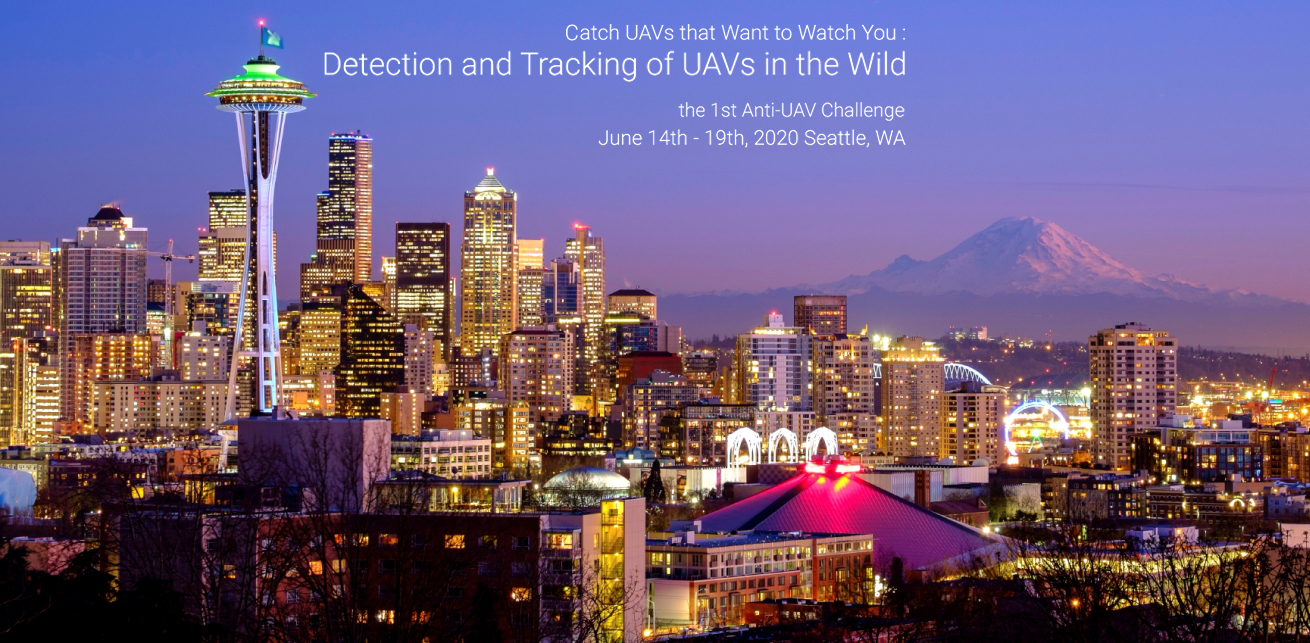 Catch UAVs that Want to Watch You :
Detection and Tracking of UAVs in the Wild
the 1st Anti-UAV Challenge
June 14th - 19th, 2020 Seattle, WA